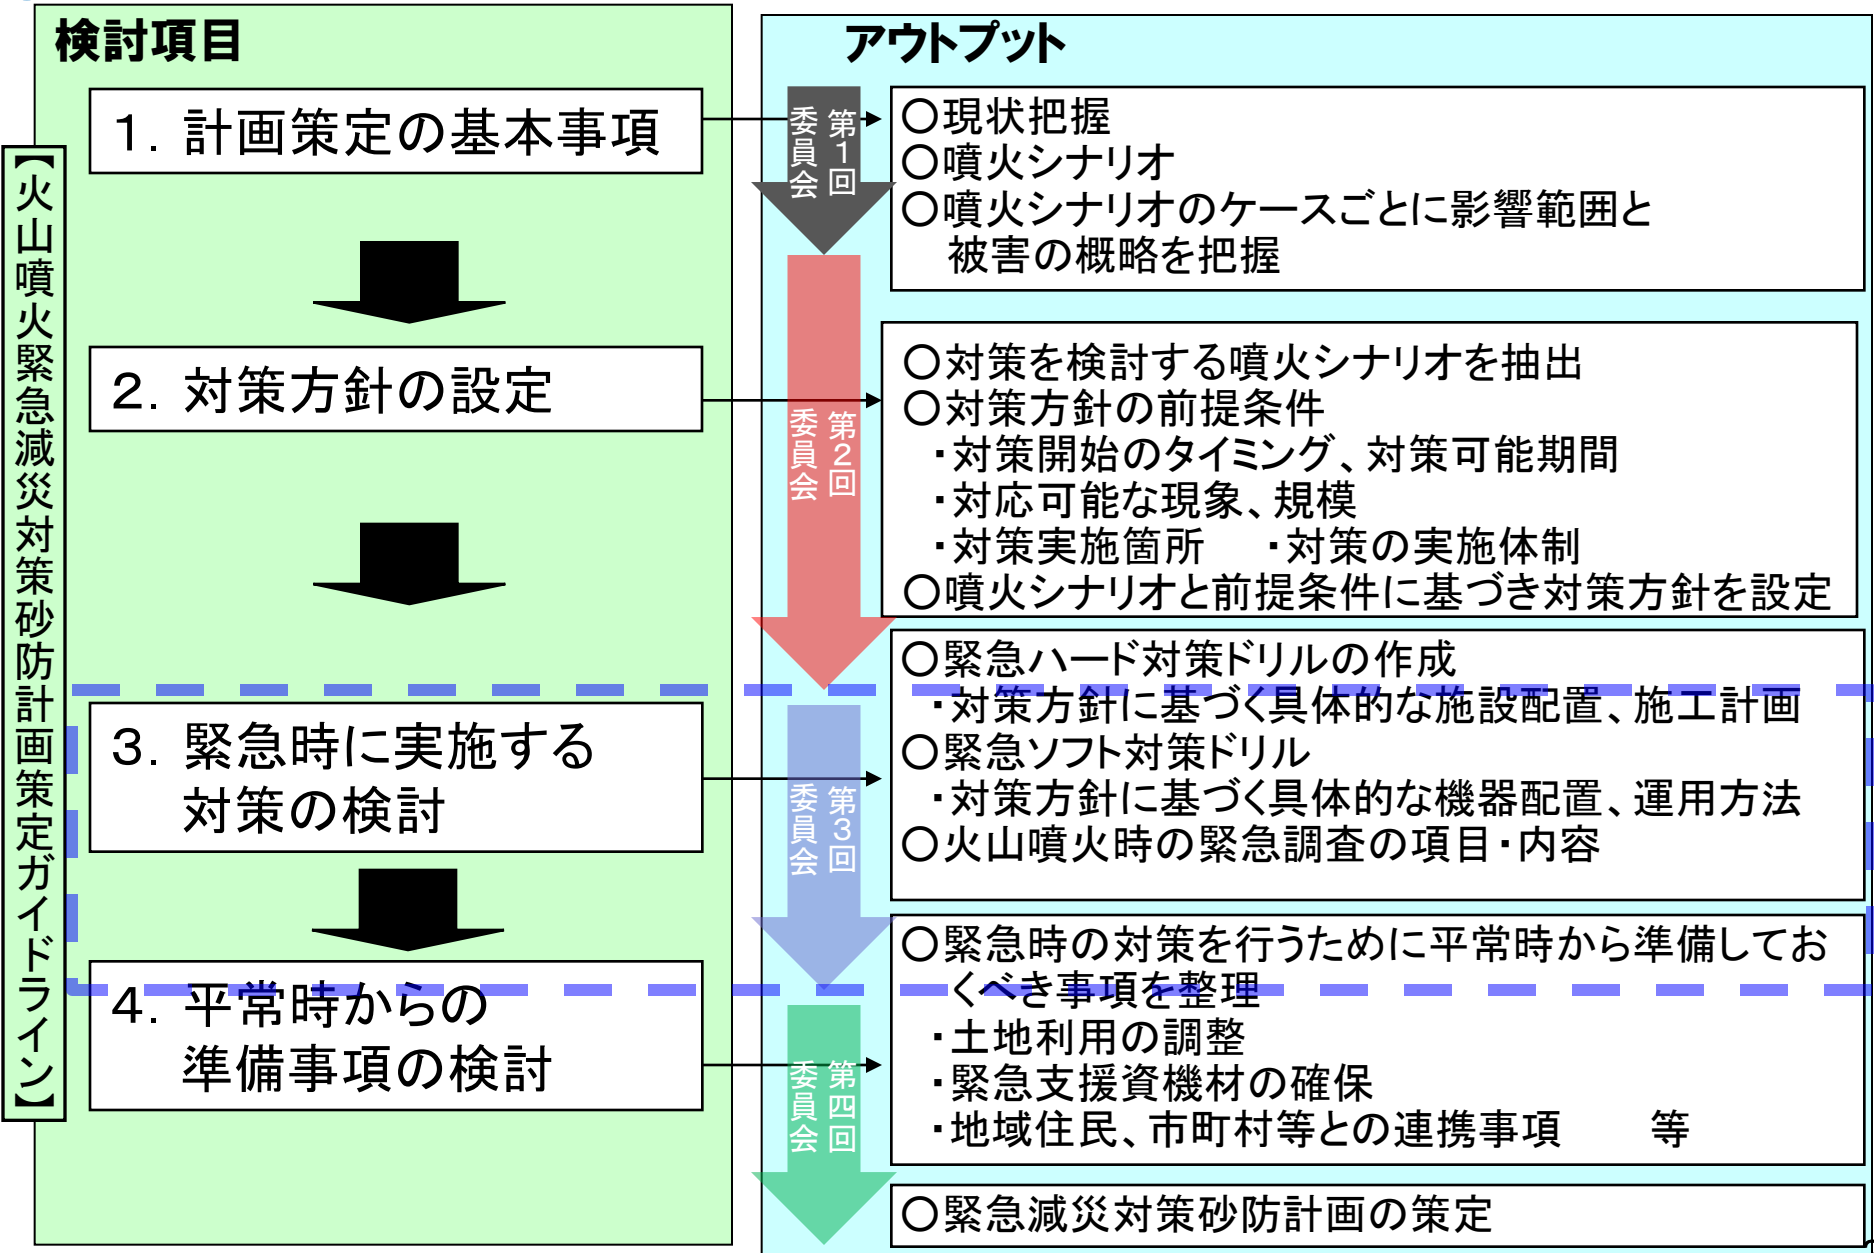 検討項目
アウトプット
【火山噴火緊急減災対策砂防計画策定ガイドライン】
1. 計画策定の基本事項
第1回
委員会
○現状把握
○噴火シナリオ
○噴火シナリオのケースごとに影響範囲と
被害の概略を把握
2. 対策方針の設定
第2回
委員会
○対策を検討する噴火シナリオを抽出
○対策方針の前提条件
・対策開始のタイミング、対策可能期間
・対応可能な現象、規模
・対策実施箇所　・対策の実施体制
○噴火シナリオと前提条件に基づき対策方針を設定
3. 緊急時に実施する
対策の検討
第3回
委員会
○緊急ハード対策ドリルの作成
・対策方針に基づく具体的な施設配置、施工計画
○緊急ソフト対策ドリル
・対策方針に基づく具体的な機器配置、運用方法
○火山噴火時の緊急調査の項目・内容
4. 平常時からの
準備事項の検討
第四回
委員会
○緊急時の対策を行うために平常時から準備してお
くべき事項を整理
・土地利用の調整
・緊急支援資機材の確保
・地域住民、市町村等との連携事項　　等
○緊急減災対策砂防計画の策定